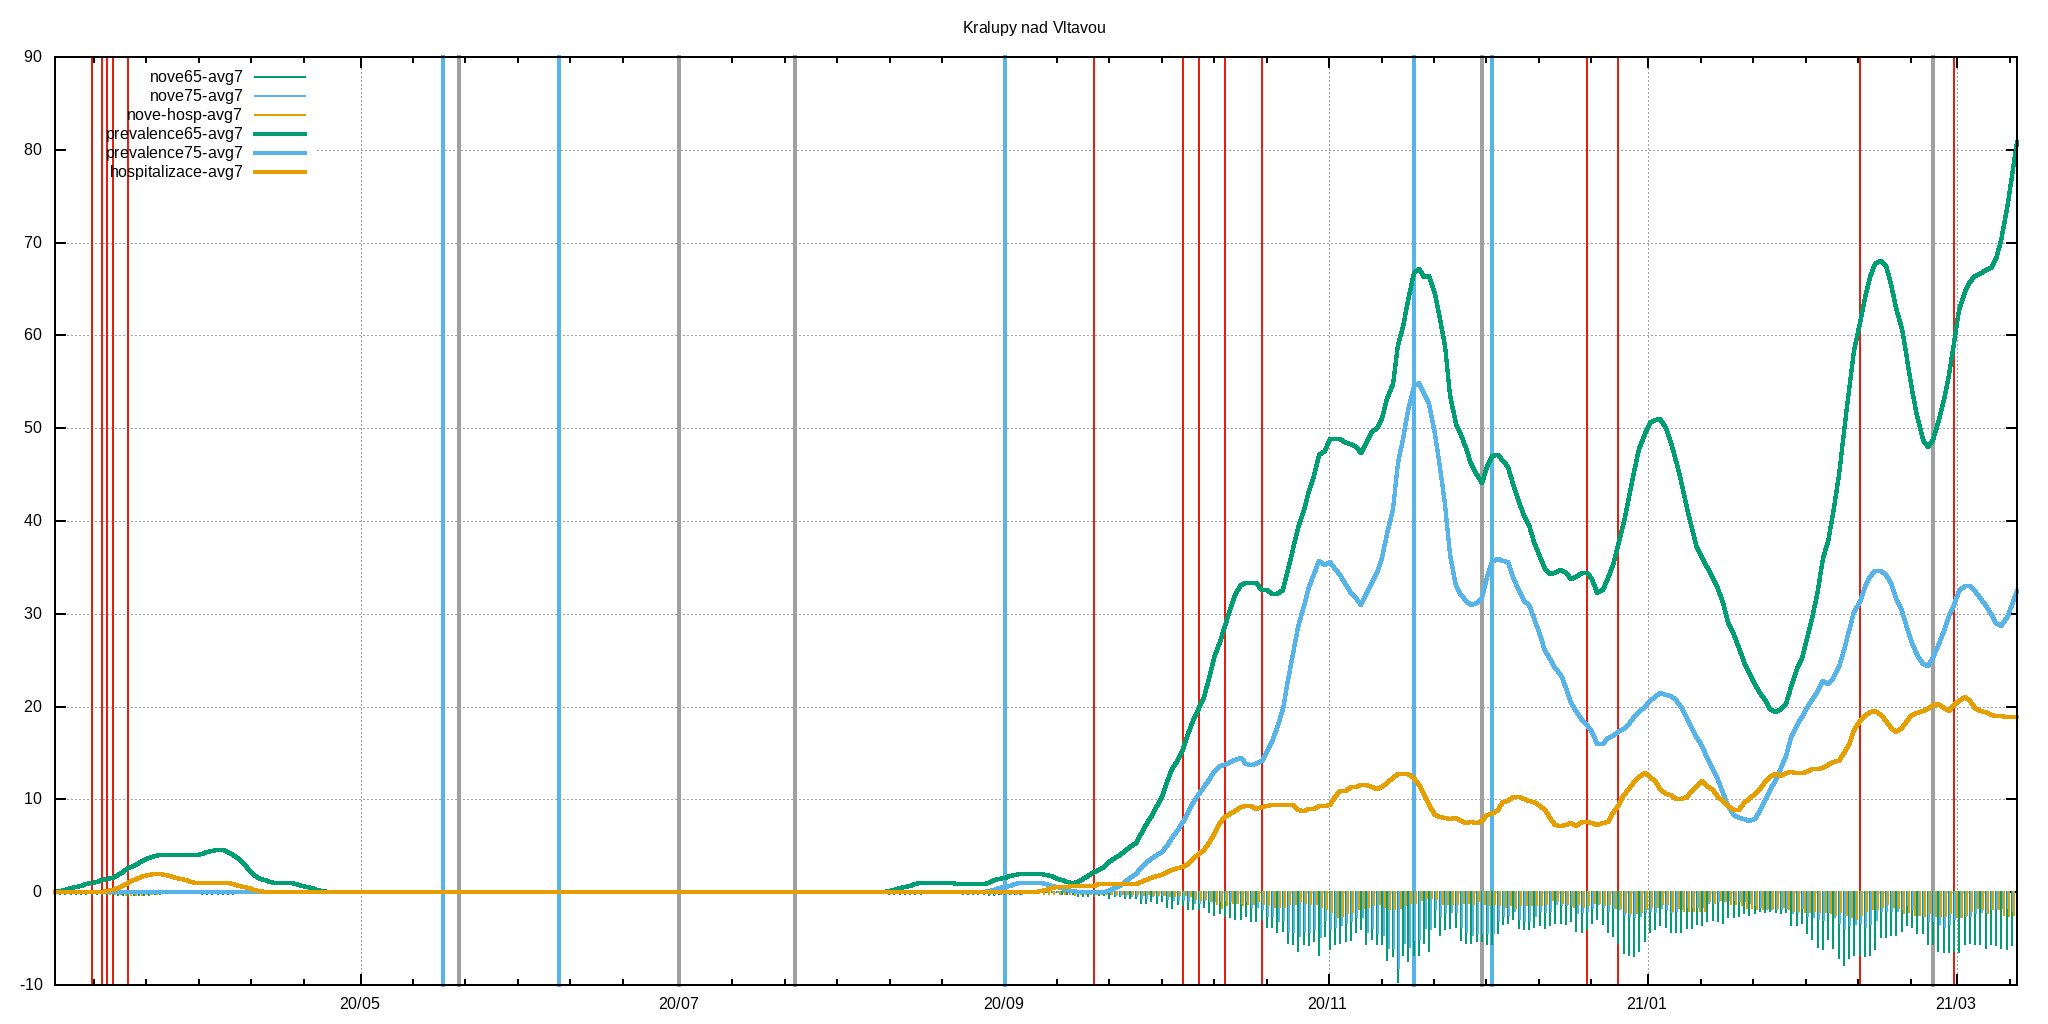 Kralupy nad Vltavou
90
80
70
60
50
40
30
20
10
0
-10
nove65-avg7
nove75-avg7
nove-hosp-avg7
prevalence65-avg7
prevalence75-avg7
hospitalizace-avg7
20/05
20/07
20/09
20/11
21/01
21/03